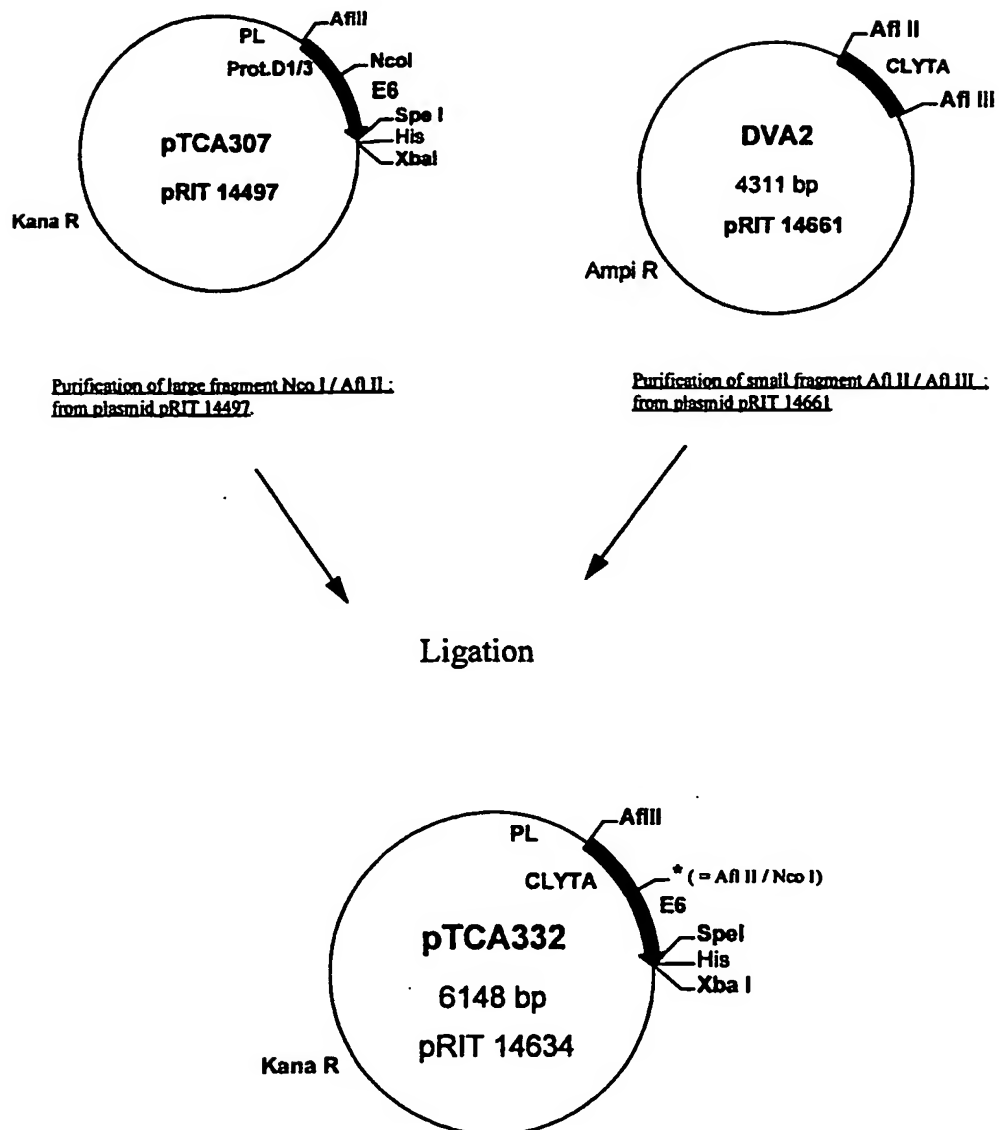 PL
AflII
Prot.D1/3
NcoI
E6
Spe I
His
XbaI
pTCA307
pRIT 14497
Kana R
Afl II
CLYTA
Afl III
DVA2
4311 bp
pRIT 14661
Ampi R
Purification of large fragment Nco I / Afl II :
from plasmid pRIT 14497.
Purification of small fragment Afl II / Afl III :
from plasmid pRIT 14661
Ligation
PL
AflII
CLYTA
* ( = Afl II / Nco I)
E6
SpeI
His
Xba I
pTCA332
6148 bp
pRIT 14634
Kana R